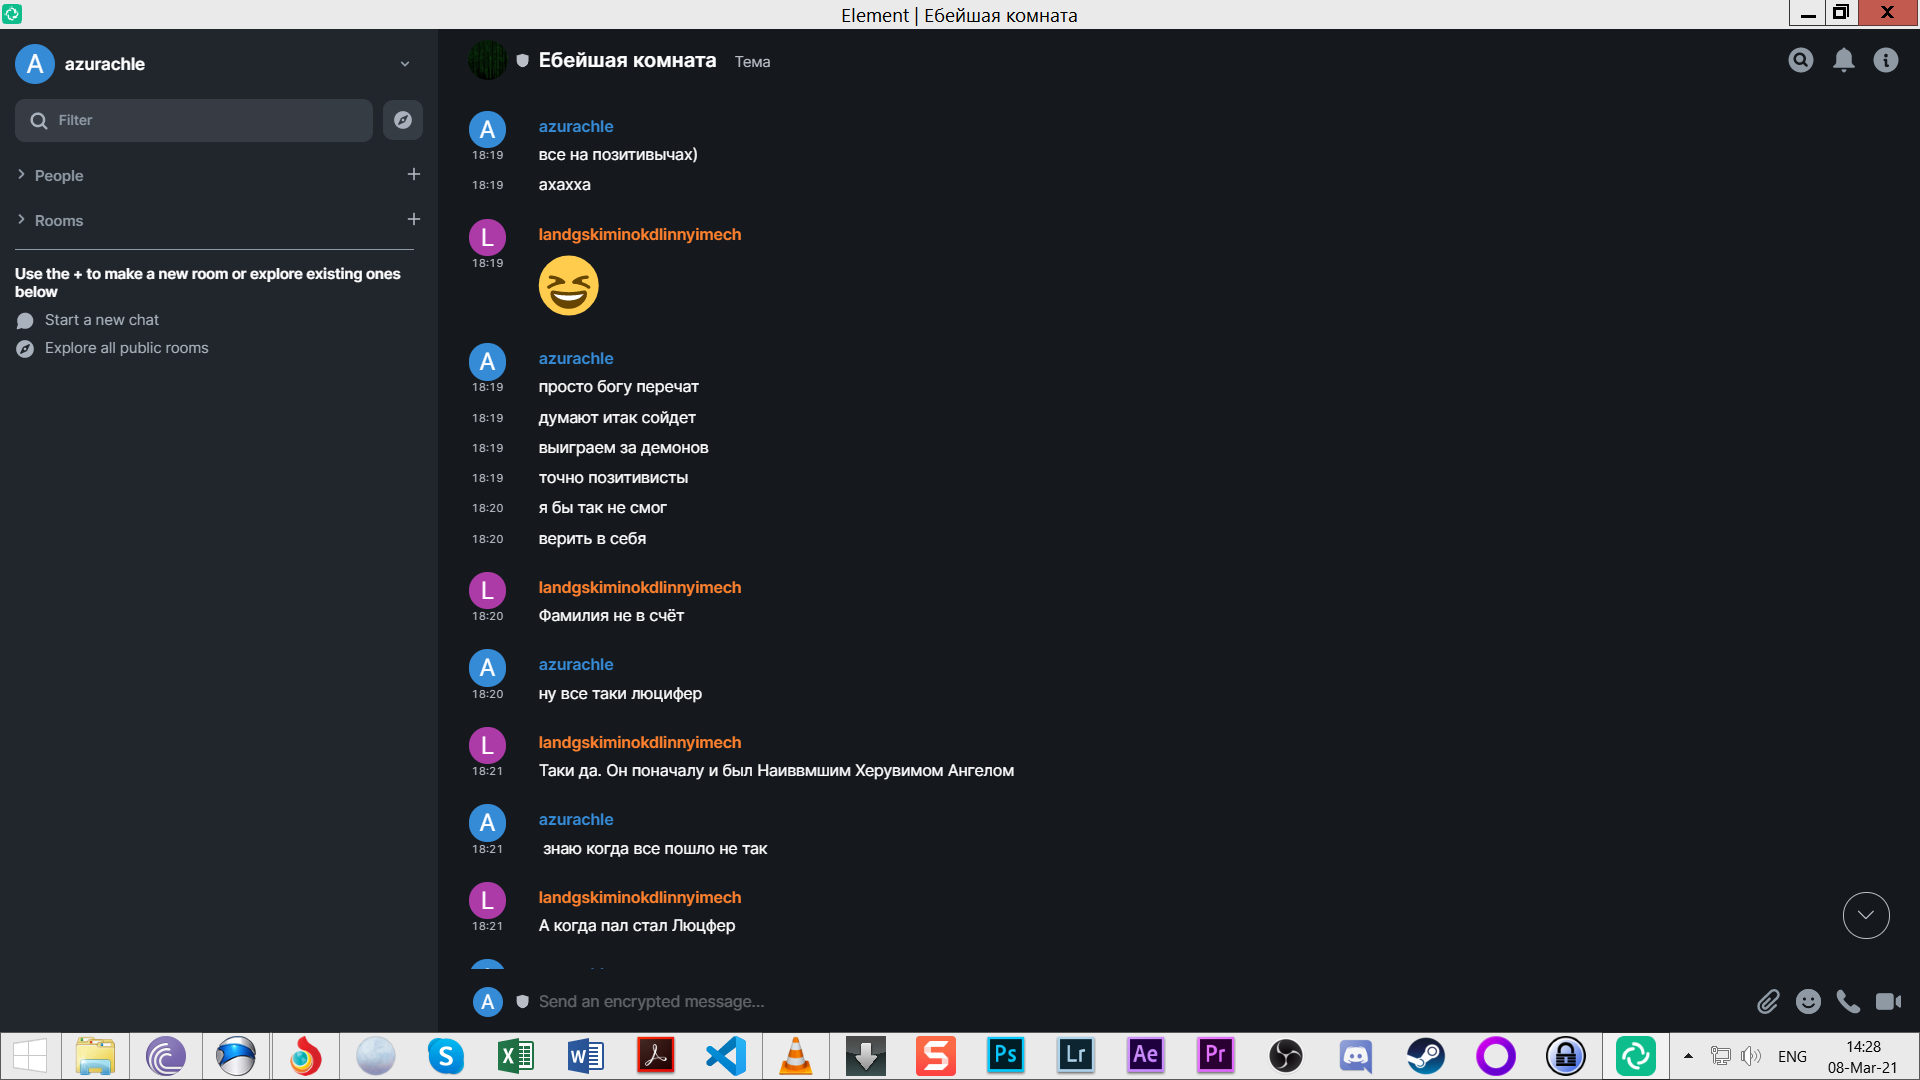 Element | Ебейшая комната
A azurachle
Filter
People
Rooms
Use the + to make a new room or explore existing ones
below
Start a new chat
Explore all public rooms
Ебейшая комната Тема
A azurachle
18:19 все на позитивычах)
18:19 ахахха
L landgskiminokdlinnyimech
18:19
A azurachle
18:19 просто богу перечат
18:19 думают итак сойдет
18:19 выиграем за демонов
18:19 точно позитивисты
18:20 я бы так не смог
18:20 верить в себя
L landgskiminokdlinnyimech
18:20 Фамилия не в счёт
A azurachle
18:20 ну все таки люцифер
L landgskiminokdlinnyimech
18:21 Таки да. Он поначалу и был Наиввмшим Херувимом Ангелом
A azurachle
18:21 знаю когда все пошло не так
L landgskiminokdlinnyimech
18:21 А когда пал стал Люцфер
A Send an encrypted message...
Ps Lr Ae Pr
ENG
14:28
08-Mar-21